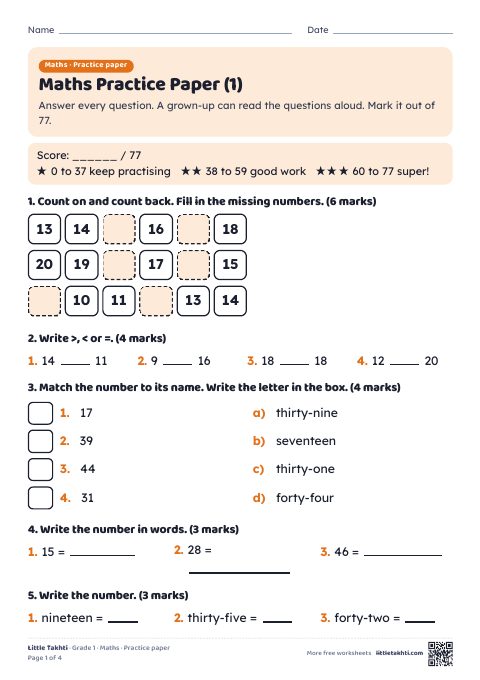 Name ____________ Date ____________
Maths · Practice paper
Maths Practice Paper (1)
Answer every question. A grown-up can read the questions aloud. Mark it out of
77.
Score: ______ / 77
★ 0 to 37 keep practising ★★ 38 to 59 good work ★★★ 60 to 77 super!
1. Count on and count back. Fill in the missing numbers. (6 marks)
13 14 16 18
20 19 17 15
10 11 13 14
2. Write >, < or =. (4 marks)
1. 14 ____ 11 2. 9 ____ 16 3. 18 ____ 18 4. 12 ____ 20
3. Match the number to its name. Write the letter in the box. (4 marks)
1. 17 a) thirty-nine
2. 39 b) seventeen
3. 44 c) thirty-one
4. 31 d) forty-four
4. Write the number in words. (3 marks)
1. 15 = ________ 2. 28 = ________ 3. 46 = ________
5. Write the number. (3 marks)
1. nineteen = ____ 2. thirty-five = ____ 3. forty-two = ____
Little Takhti · Grade 1 · Maths · Practice paper
Page 1 of 4
More free worksheets littletakhti.com